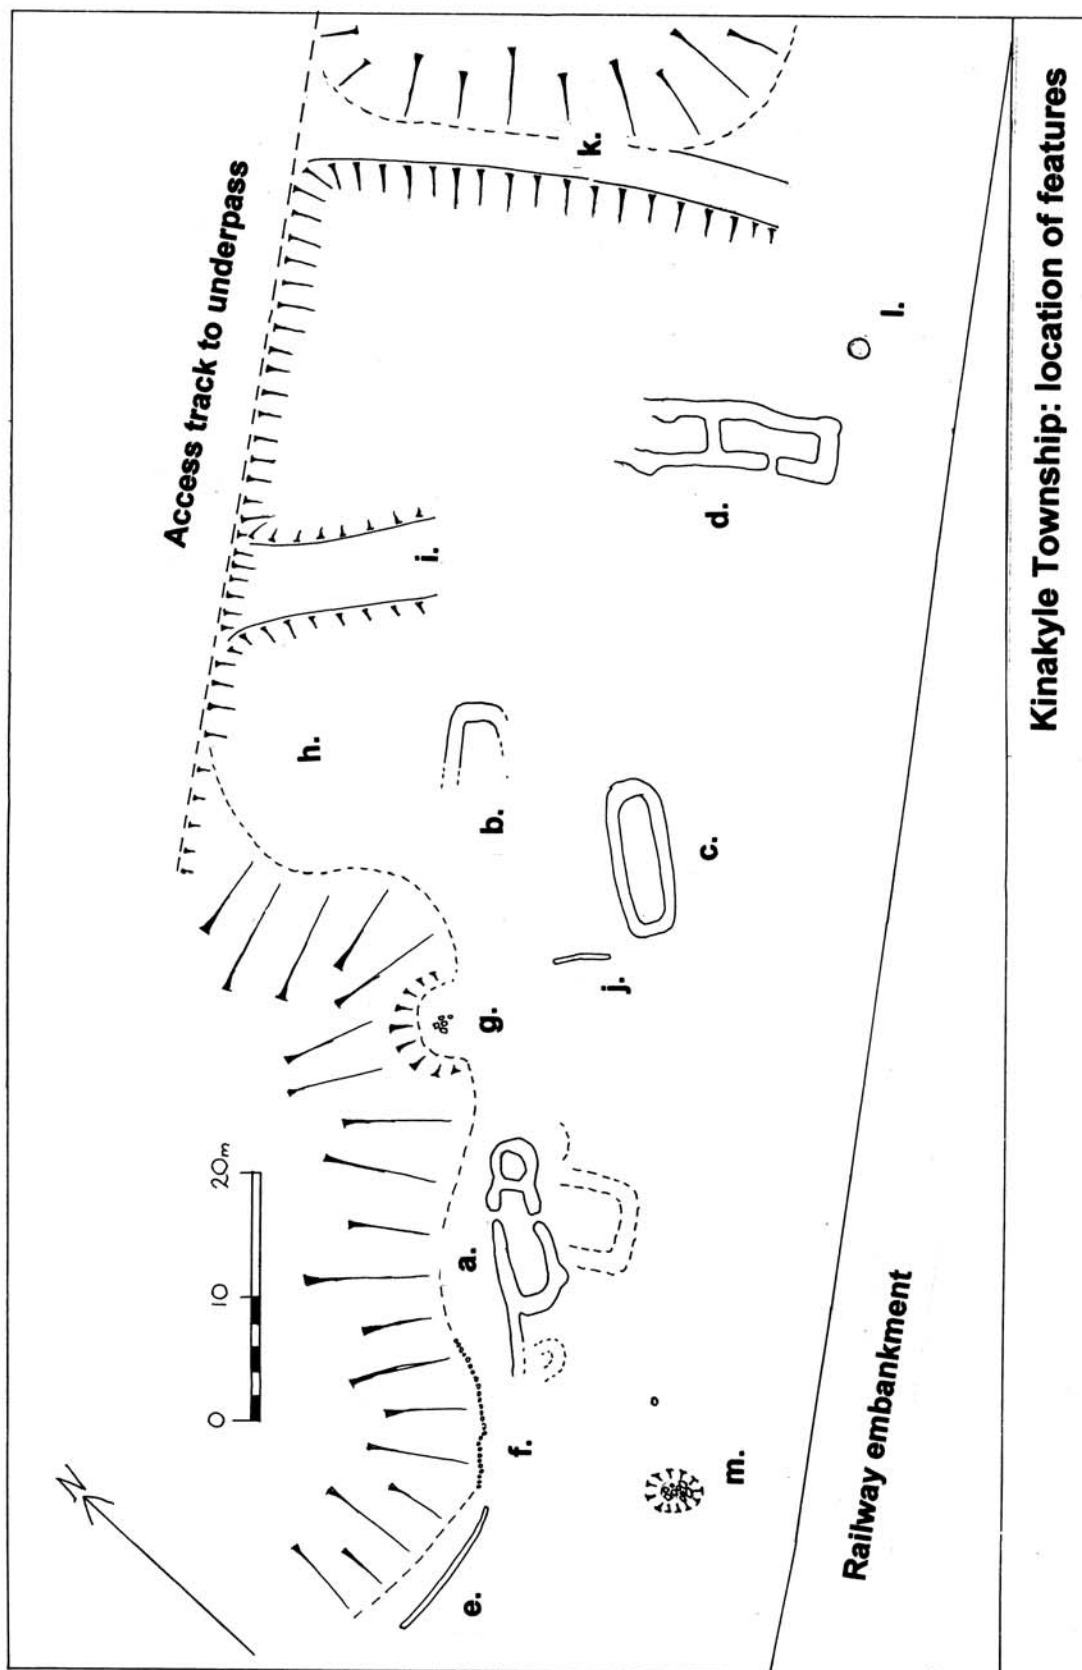 Access track to underpass
N
0 10 20m
k.
l.
i.
d.
h.
b.
c.
j.
g.
a.
f.
m.
e.
Railway embankment
Kinakyle Township: location of features